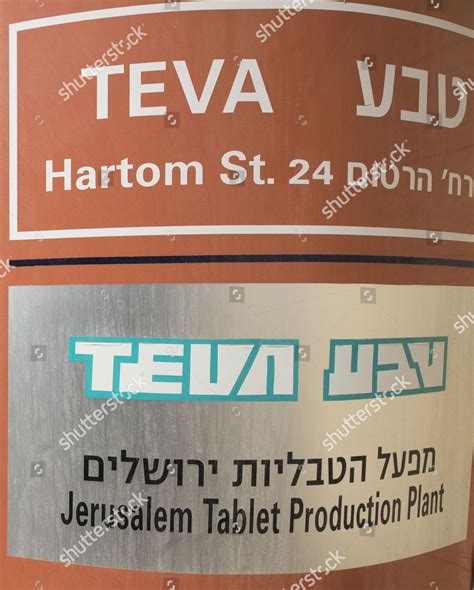 TEVA טבע
Hartom St. 24 רח' הרטום
TEVA טבע
מפעל הטבליות ירושלים
Jerusalem Tablet Production Plant